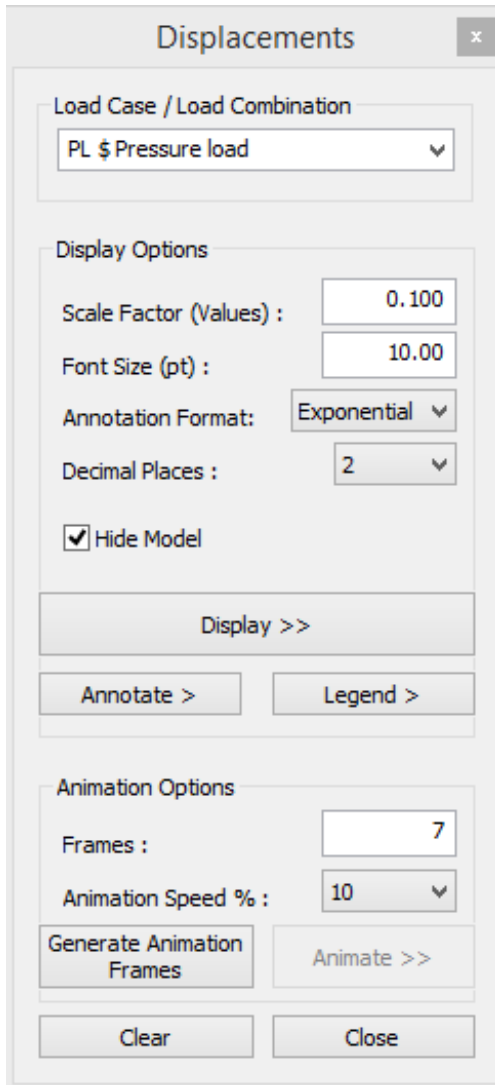 Displacements
x
Load Case / Load Combination
PL $ Pressure load
Display Options
Scale Factor (Values) : 0.100
Font Size (pt) : 10.00
Annotation Format: Exponential
Decimal Places : 2
Hide Model
Display >>
Annotate > Legend >
Animation Options
Frames : 7
Animation Speed % : 10
Generate Animation
Frames
Animate >>
Clear Close